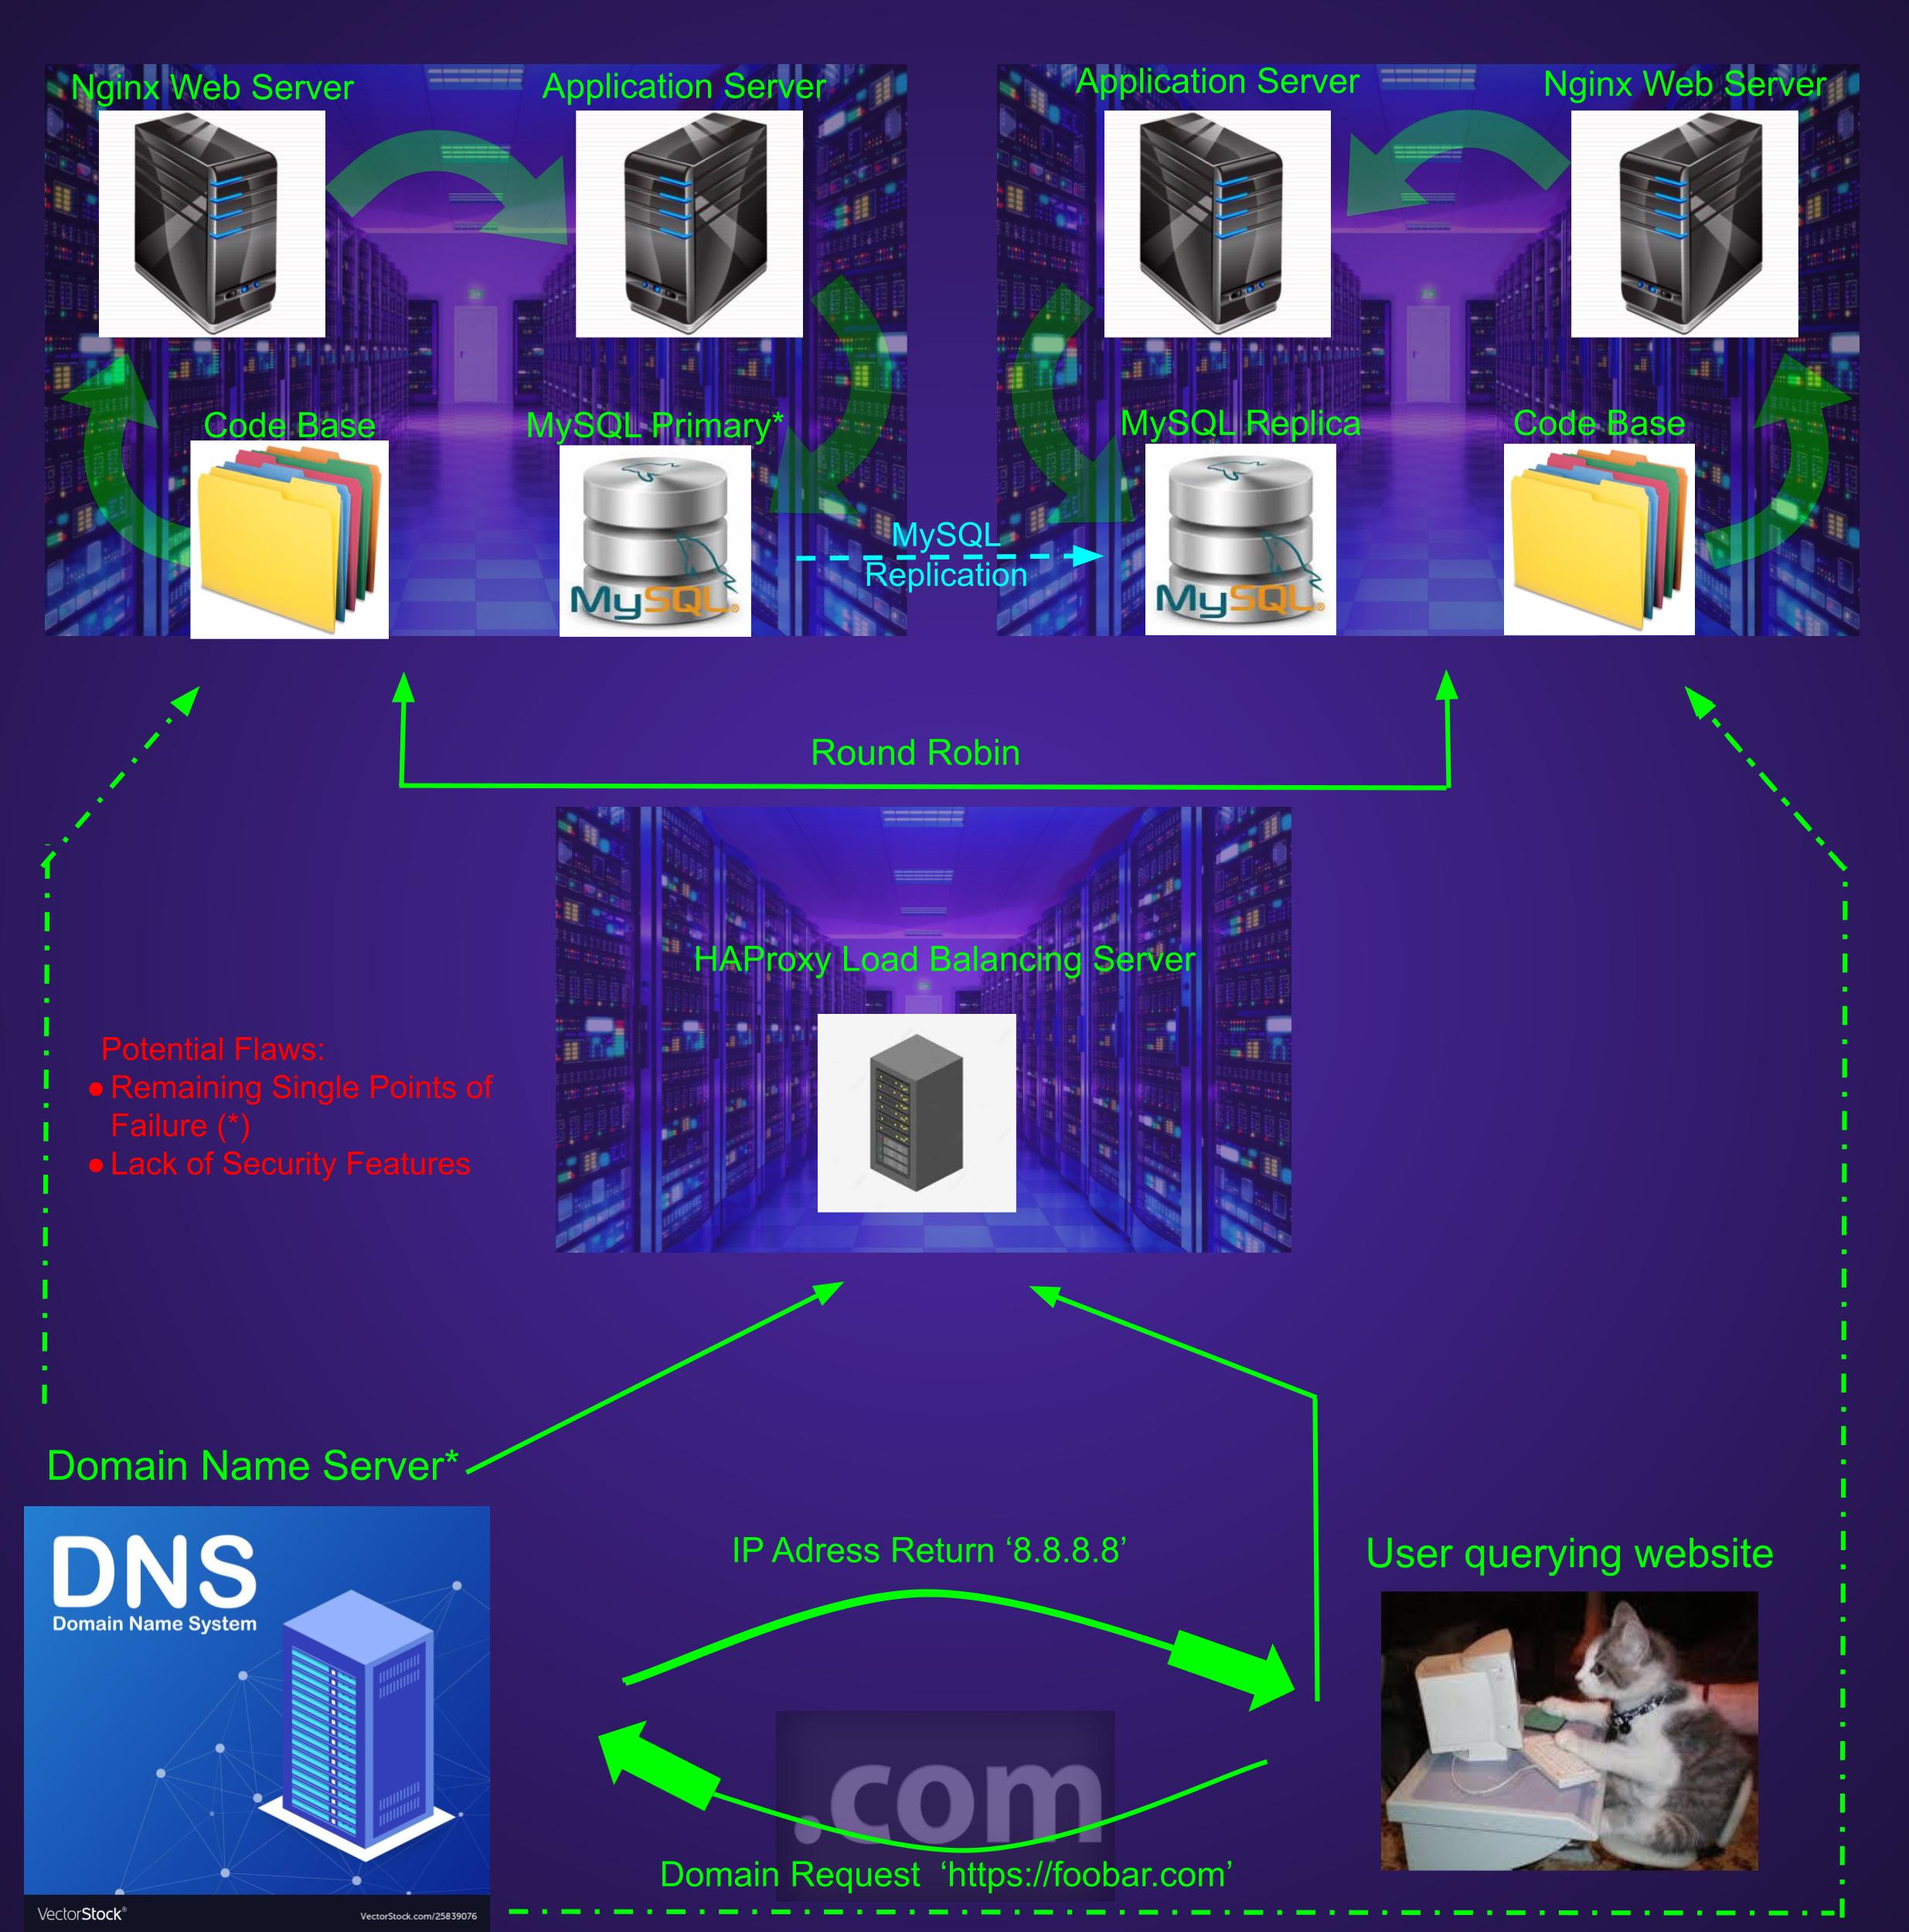 Nginx Web Server
Application Server
Application Server
Nginx Web Server
Code Base
MySQL Primary*
MySQL Replica
Code Base
MySQL
Replication
MySQL®
MySQL
Round Robin
HAProxy Load Balancing Server
Potential Flaws:
● Remaining Single Points of
Failure (*)
● Lack of Security Features
Domain Name Server*
DNS
Domain Name System
IP Adress Return ‘8.8.8.8’
User querying website
.com
Domain Request ‘https://foobar.com’
VectorStock®
VectorStock.com/25839076